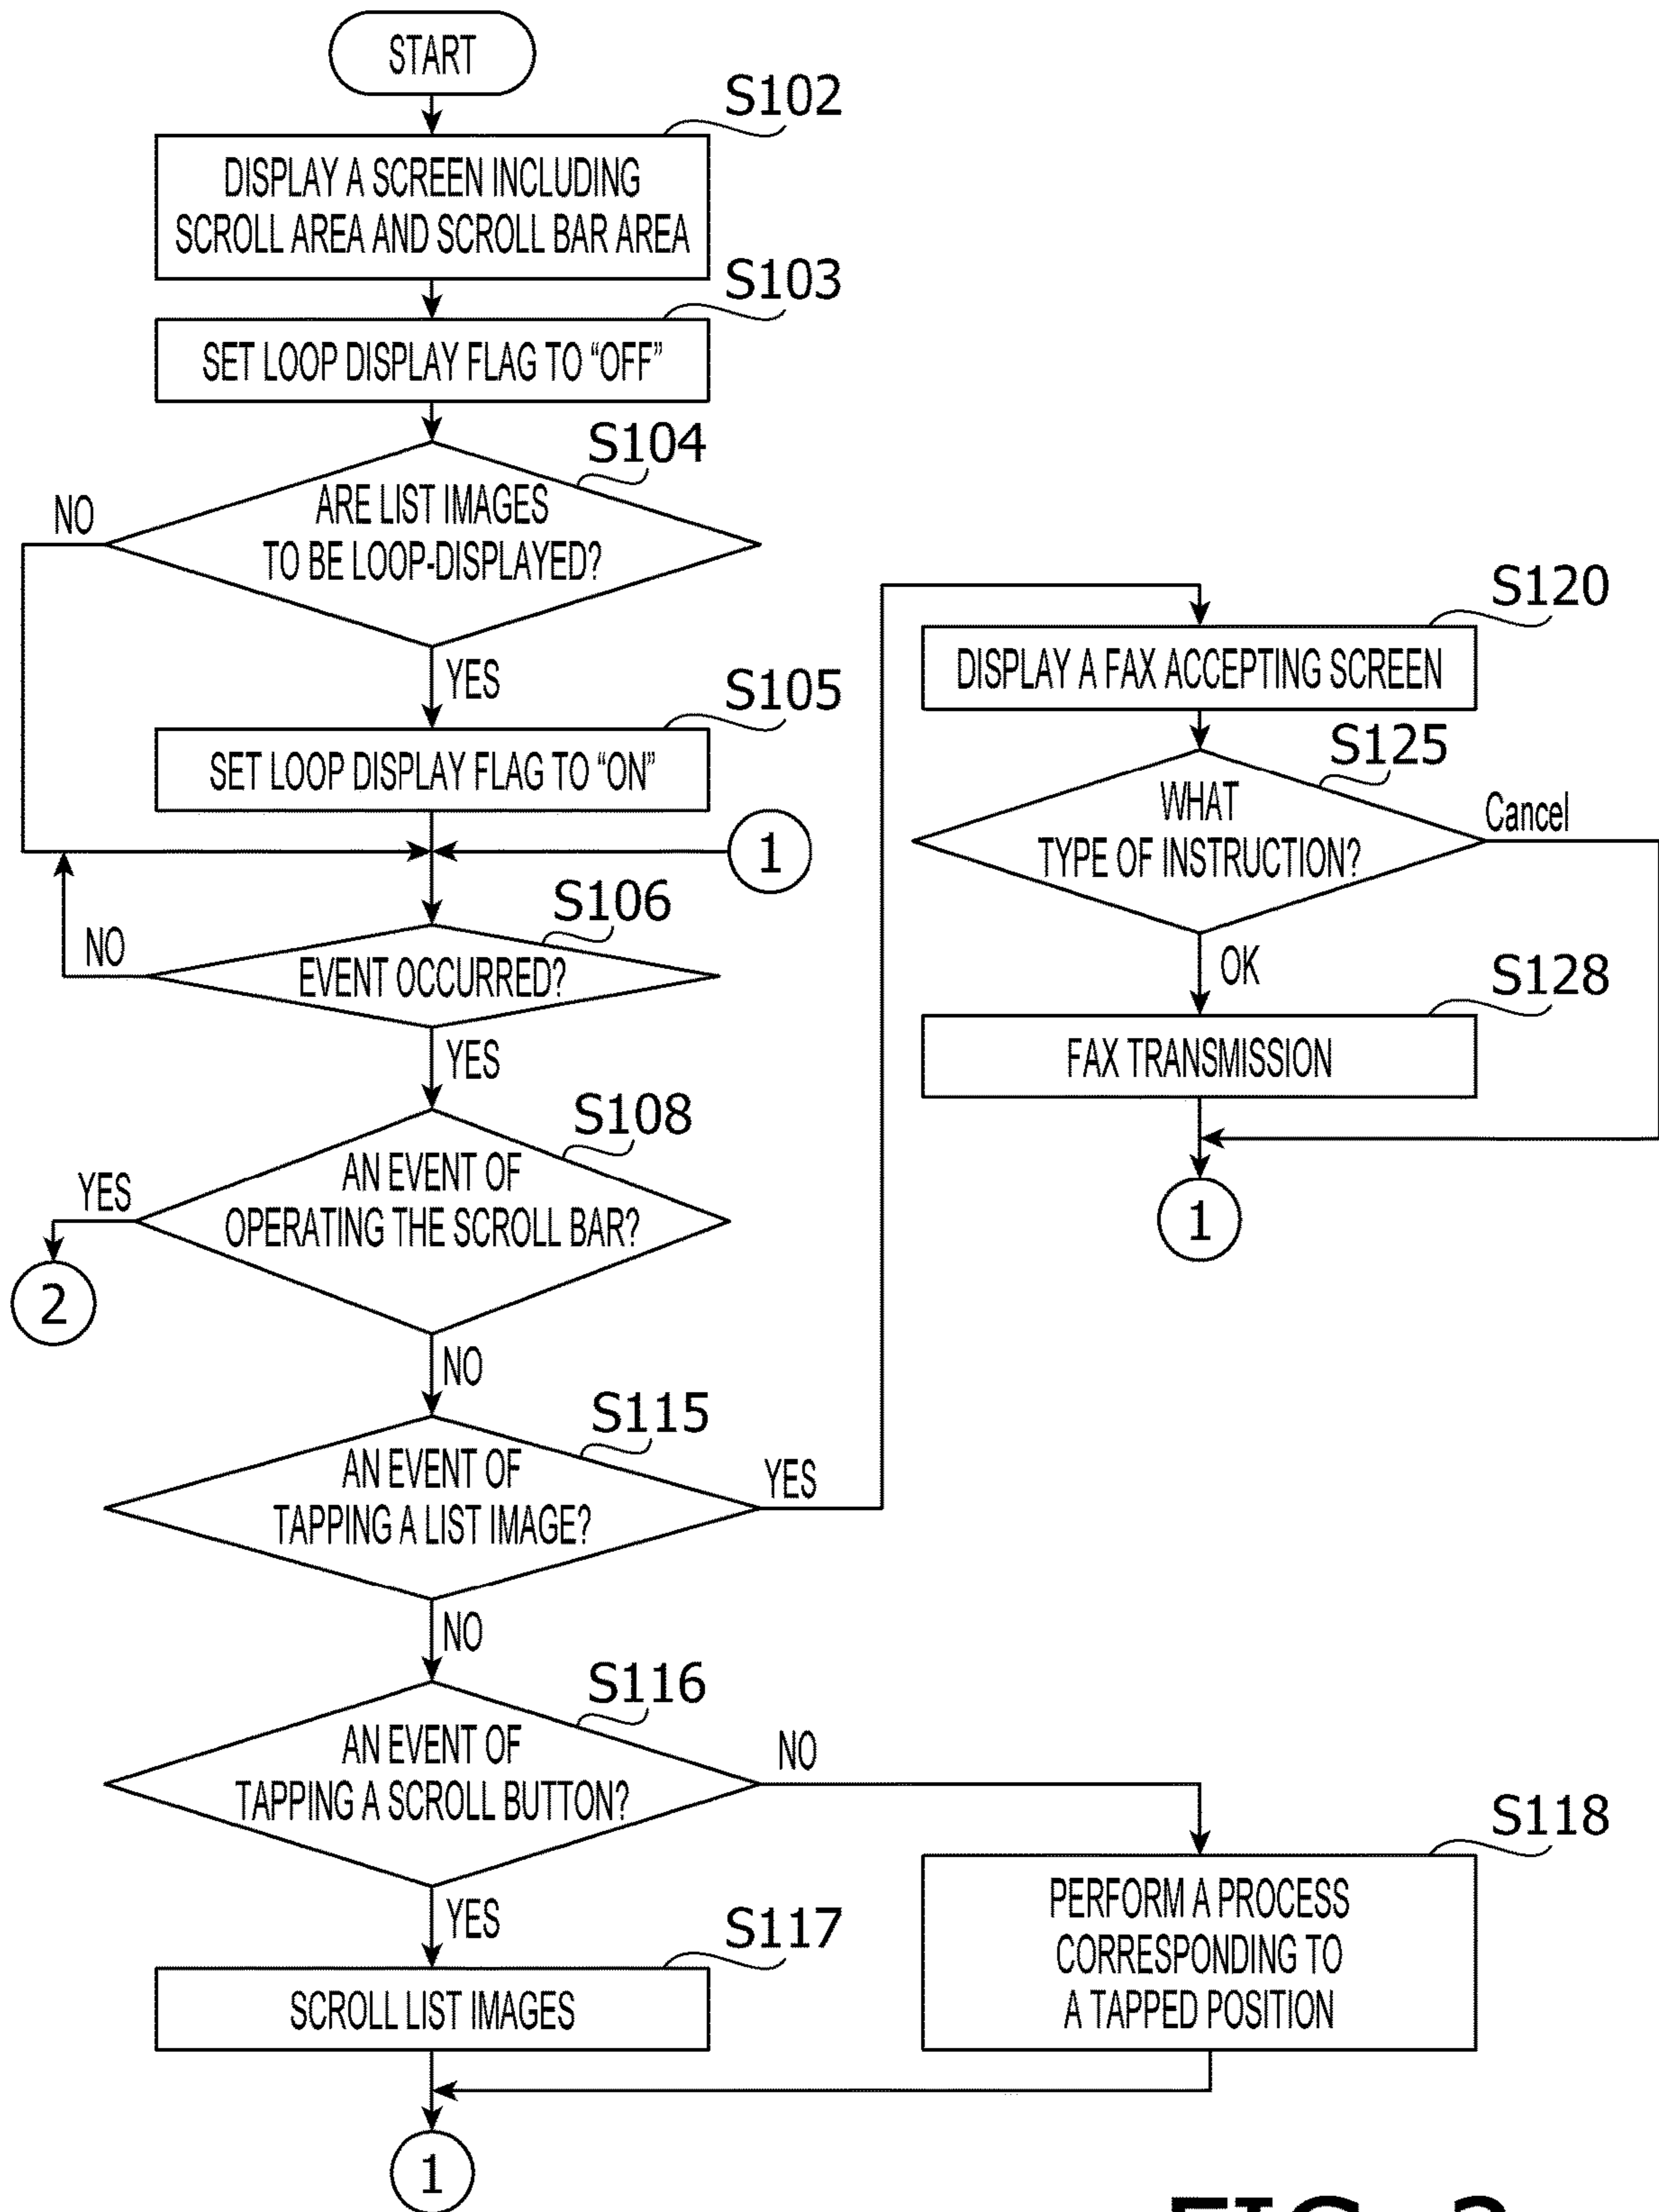 START
S102
DISPLAY A SCREEN INCLUDING
SCROLL AREA AND SCROLL BAR AREA
S103
SET LOOP DISPLAY FLAG TO “OFF”
S104
ARE LIST IMAGES
TO BE LOOP-DISPLAYED?
NO
YES
S105
SET LOOP DISPLAY FLAG TO “ON”
1
S106
EVENT OCCURRED?
NO
YES
S108
AN EVENT OF
OPERATING THE SCROLL BAR?
YES
2
NO
S115
AN EVENT OF
TAPPING A LIST IMAGE?
YES
NO
S116
AN EVENT OF
TAPPING A SCROLL BUTTON?
NO
YES
S117
SCROLL LIST IMAGES
1
S118
PERFORM A PROCESS
CORRESPONDING TO
A TAPPED POSITION
S120
DISPLAY A FAX ACCEPTING SCREEN
S125
WHAT
TYPE OF INSTRUCTION?
Cancel
OK
S128
FAX TRANSMISSION
1